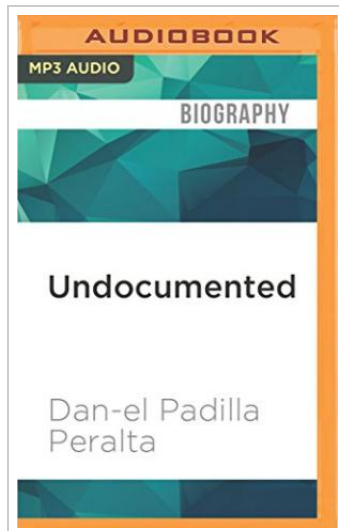 AUDIOBOOK
MP3 AUDIO
BIOGRAPHY
Undocumented
Dan-el Padilla
Peralta